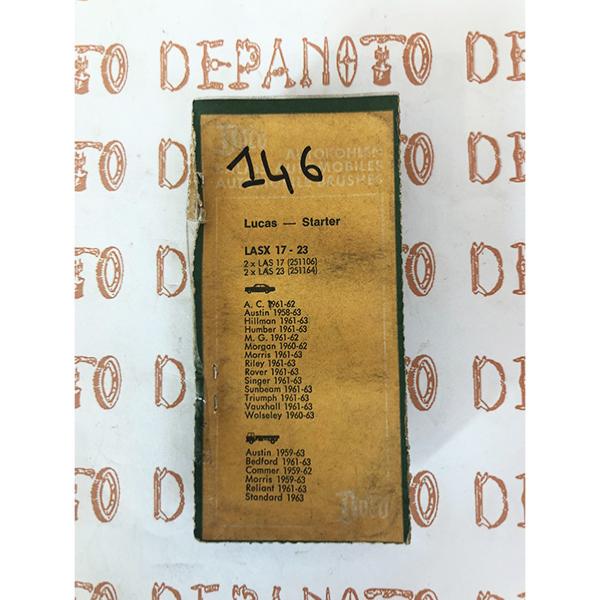 DEPANOTO
146
Lucas — Starter
LASX 17 - 23
2 x LAS 17 (251106)
2 x LAS 23 (251164)
A. C. 1961-62
Austin 1958-63
Hillman 1961-63
Humber 1961-63
M. G. 1961-62
Morgan 1960-62
Morris 1961-63
Riley 1961-63
Rover 1961-63
Singer 1961-63
Sunbeam 1961-63
Triumph 1961-63
Vauxhall 1961-63
Wolseley 1960-63
Austin 1959-63
Bedford 1961-63
Commer 1959-62
Morris 1959-63
Reliant 1961-63
Standard 1963
DEPANOTO